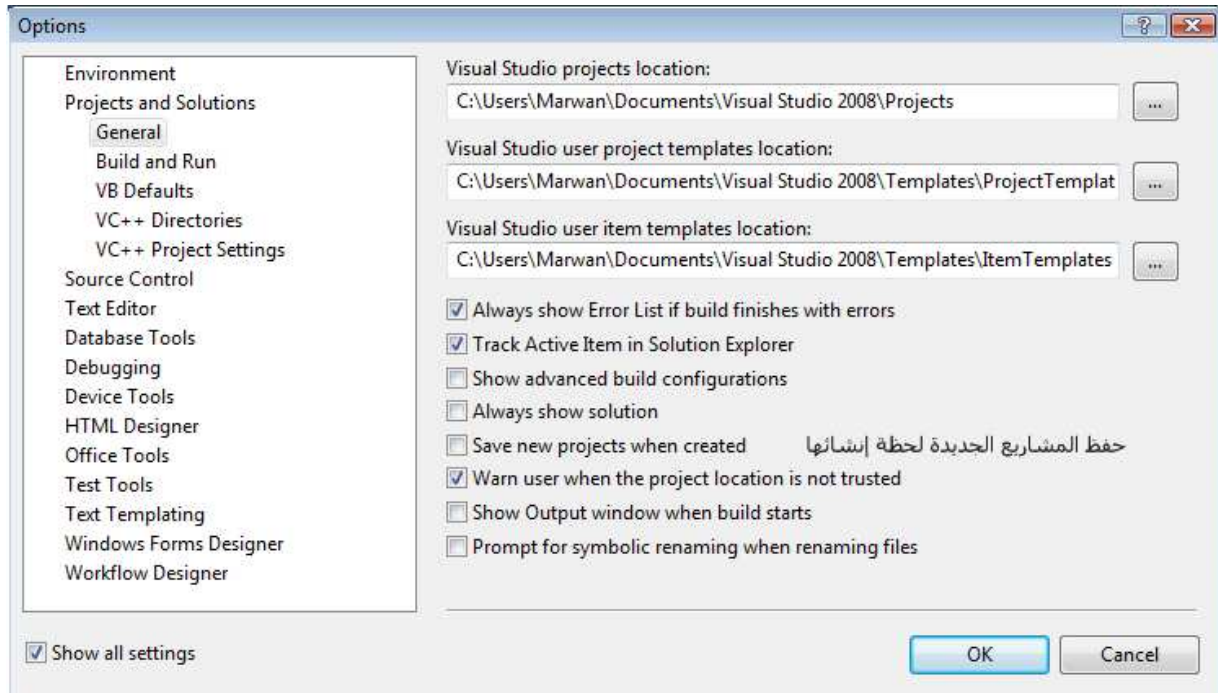 Options
Environment
Projects and Solutions
General
Build and Run
VB Defaults
VC++ Directories
VC++ Project Settings
Source Control
Text Editor
Database Tools
Debugging
Device Tools
HTML Designer
Office Tools
Test Tools
Text Templating
Windows Forms Designer
Workflow Designer
Visual Studio projects location:
C:\Users\Marwan\Documents\Visual Studio 2008\Projects
...
Visual Studio user project templates location:
C:\Users\Marwan\Documents\Visual Studio 2008\Templates\ProjectTemplat
...
Visual Studio user item templates location:
C:\Users\Marwan\Documents\Visual Studio 2008\Templates\ItemTemplates
...
Always show Error List if build finishes with errors
Track Active Item in Solution Explorer
Show advanced build configurations
Always show solution
Save new projects when created حفظ المشاريع الجديدة لحظة إنشائها
Warn user when the project location is not trusted
Show Output window when build starts
Prompt for symbolic renaming when renaming files
Show all settings
OK
Cancel